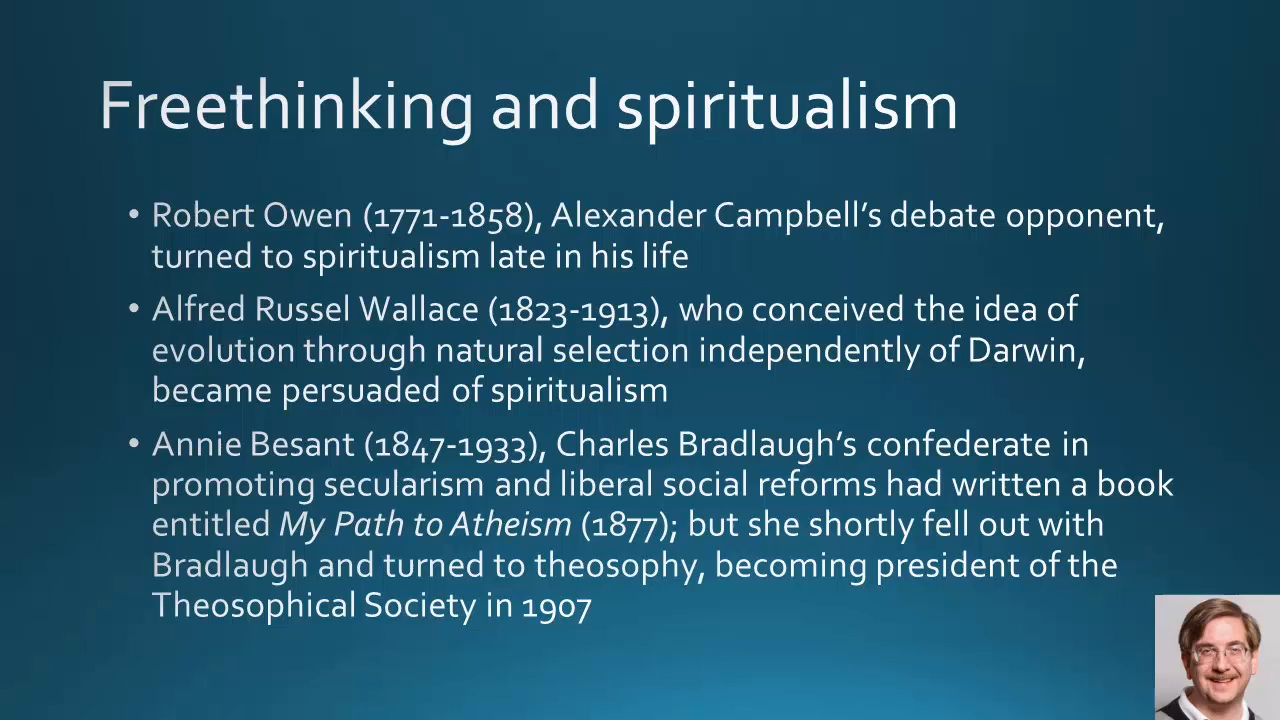 Freethinking and spiritualism
• Robert Owen (1771-1858), Alexander Campbell’s debate opponent,
turned to spiritualism late in his life
• Alfred Russel Wallace (1823-1913), who conceived the idea of
evolution through natural selection independently of Darwin,
became persuaded of spiritualism
• Annie Besant (1847-1933), Charles Bradlaugh’s confederate in
promoting secularism and liberal social reforms had written a book
entitled My Path to Atheism (1877); but she shortly fell out with
Bradlaugh and turned to theosophy, becoming president of the
Theosophical Society in 1907